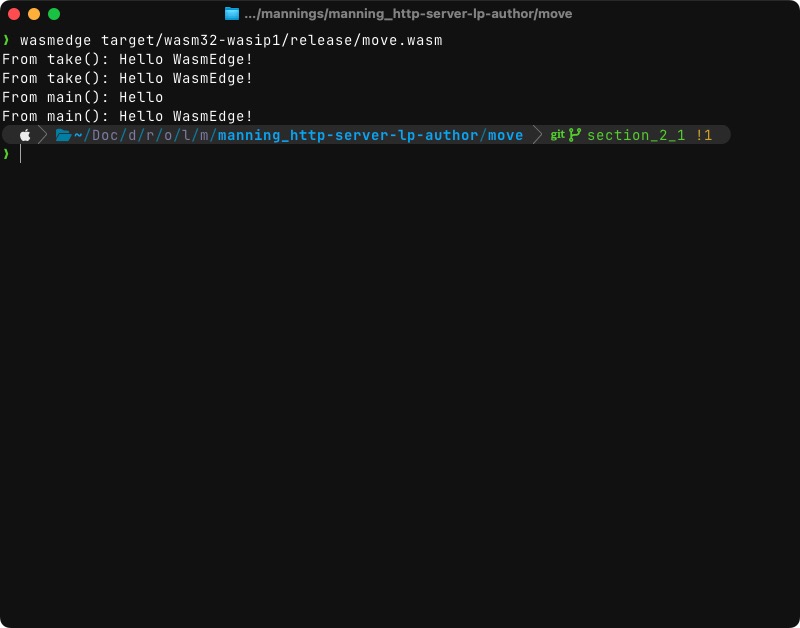 .../mannings/manning_http-server-lp-author/move
❯ wasmedge target/wasm32-wasip1/release/move.wasm
From take(): Hello WasmEdge!
From take(): Hello WasmEdge!
From main(): Hello
From main(): Hello WasmEdge!
~/Doc/d/r/o/l/m/manning_http-server-lp-author/move git section_2_1 !1
❯